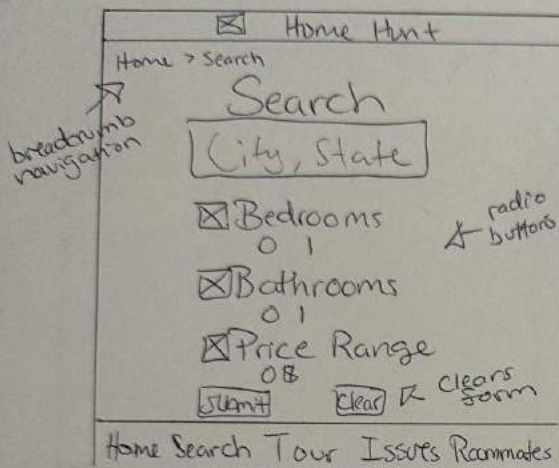 Home Hunt
Home > Search
breadcrumb
navigation
Search
City, State
Bedrooms
0 1
radio
buttons
Bathrooms
0 1
Price Range
0 $
Submit
Clear
clears
form
Home Search Tour Issues Roommates